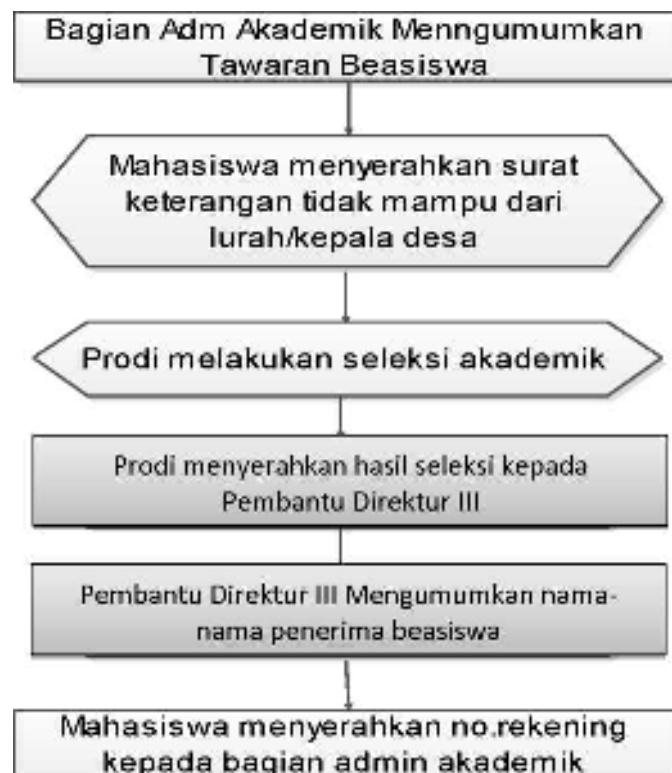 Bagian Adm Akademik Menngumumkan
Tawaran Beasiswa
Mahasiswa menyerahkan surat
keterangan tidak mampu dari
lurah/kepala desa
Prodi melakukan seleksi akademik
Prodi menyerahkan hasil seleksi kepada
Pembantu Direktur III
Pembantu Direktur III Mengumumkan nama-
nama penerima beasiswa
Mahasiswa menyerahkan no.rekening
kepada bagian admin akademik